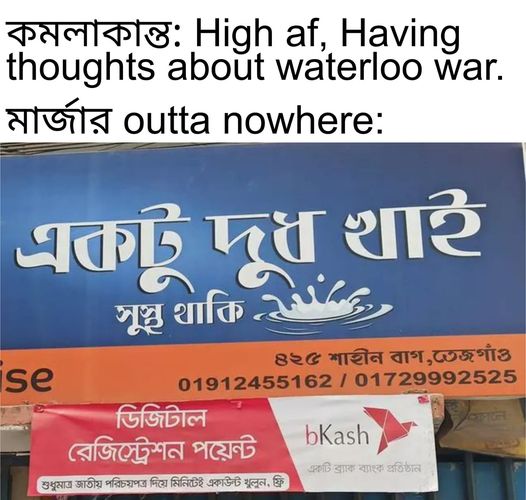 কমলাকান্ত: High af, Having
thoughts about waterloo war.
মার্জার outta nowhere:
একটু দুধ খাই
সুস্থ থাকি
ise
৪২৫ শাহীন বাগ,তেজগাঁও
01912455162 / 01729992525
ডিজিটাল
রেজিস্ট্রেশন পয়েন্ট
শুধুমাত্র জাতীয় পরিচয়পত্র দিয়ে মিনিটেই একাউন্ট খুলুন, ফ্রি
bKash
একটি ব্র্যাক ব্যাংক প্রতিষ্ঠান